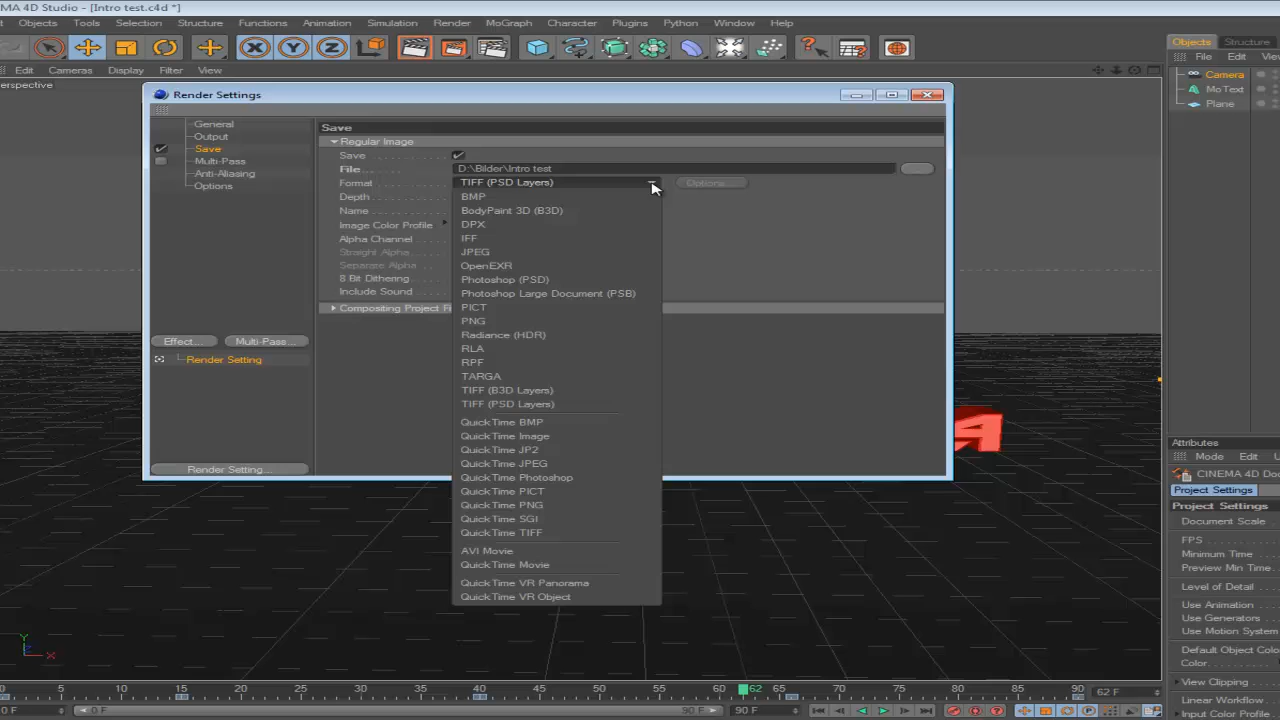 MA 4D Studio - [Intro test.c4d *]
Objects Tools Selection Structure Functions Animation Simulation Render MoGraph Character Plugins Python Window Help
Edit Cameras Display Filter View
erspective
Render Settings
General
Output
Save
Multi-Pass
Anti-Aliasing
Options
Effect... Multi-Pass...
Render Setting
Render Setting...
Save
Regular Image
Save
File D:\Bilder\Intro test
Format TIFF (PSD Layers) Options...
Depth
Name
Image Color Profile
Alpha Channel
Straight Alpha
Separate Alpha
8 Bit Dithering
Include Sound
Compositing Project Fi
BMP
BodyPaint 3D (B3D)
DPX
IFF
JPEG
OpenEXR
Photoshop (PSD)
Photoshop Large Document (PSB)
PICT
PNG
Radiance (HDR)
RLA
RPF
TARGA
TIFF (B3D Layers)
TIFF (PSD Layers)
QuickTime BMP
QuickTime Image
QuickTime JP2
QuickTime JPEG
QuickTime Photoshop
QuickTime PICT
QuickTime PNG
QuickTime SGI
QuickTime TIFF
AVI Movie
QuickTime Movie
QuickTime VR Panorama
QuickTime VR Object
Objects Structure
File Edit Vie
Camera
Mo Text
Plane
A
Attributes
Mode Edit U
CINEMA 4D Doc
Project Settings
Project Settings
Document Scale
FPS
Minimum Time
Preview Min Time
Level of Detail
Use Animation
Use Generators
Use Motion System
Default Object Color
Color
View Clipping
Linear Workflow
Input Color Profile
Y
X
0 5 10 15 20 25 30 35 40 45 50 55 60 62 65 70 75 80 85 90 62 F
0 F 0 F 90 F 90 F